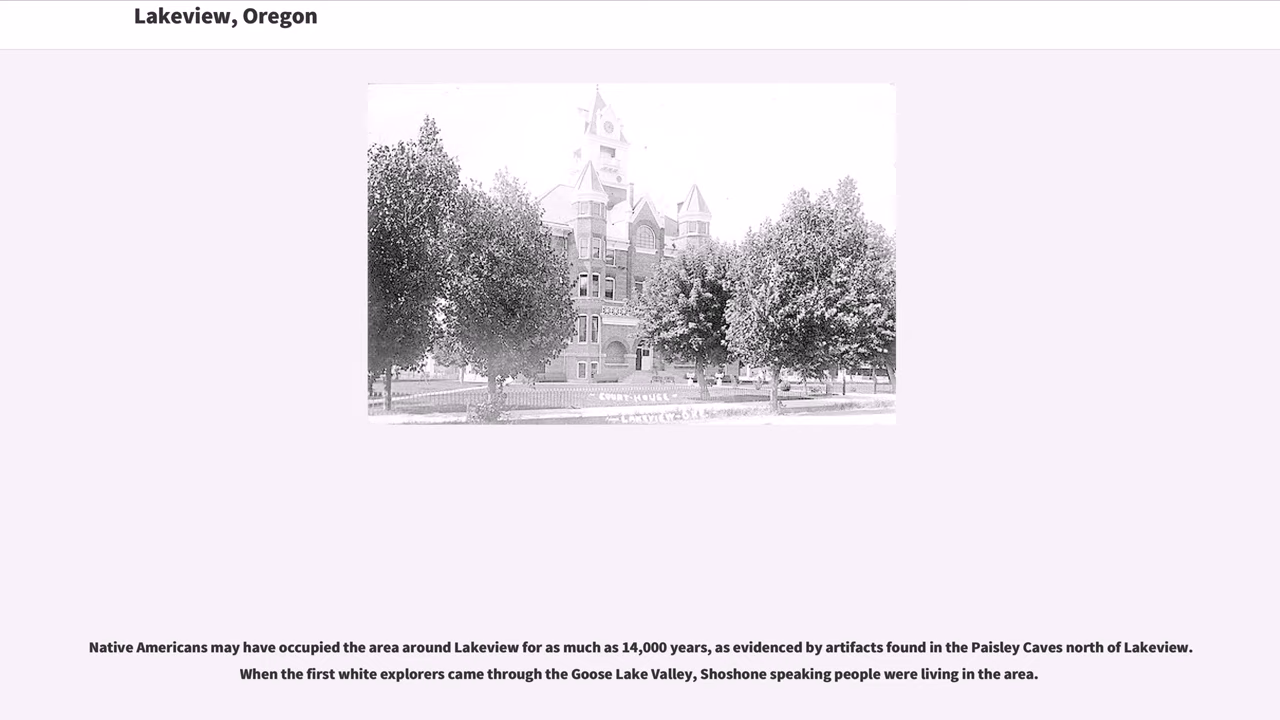 Lakeview, Oregon
- COURT-HOUSE -
LAKEVIEW-ORE
Native Americans may have occupied the area around Lakeview for as much as 14,000 years, as evidenced by artifacts found in the Paisley Caves north of Lakeview.
When the first white explorers came through the Goose Lake Valley, Shoshone speaking people were living in the area.